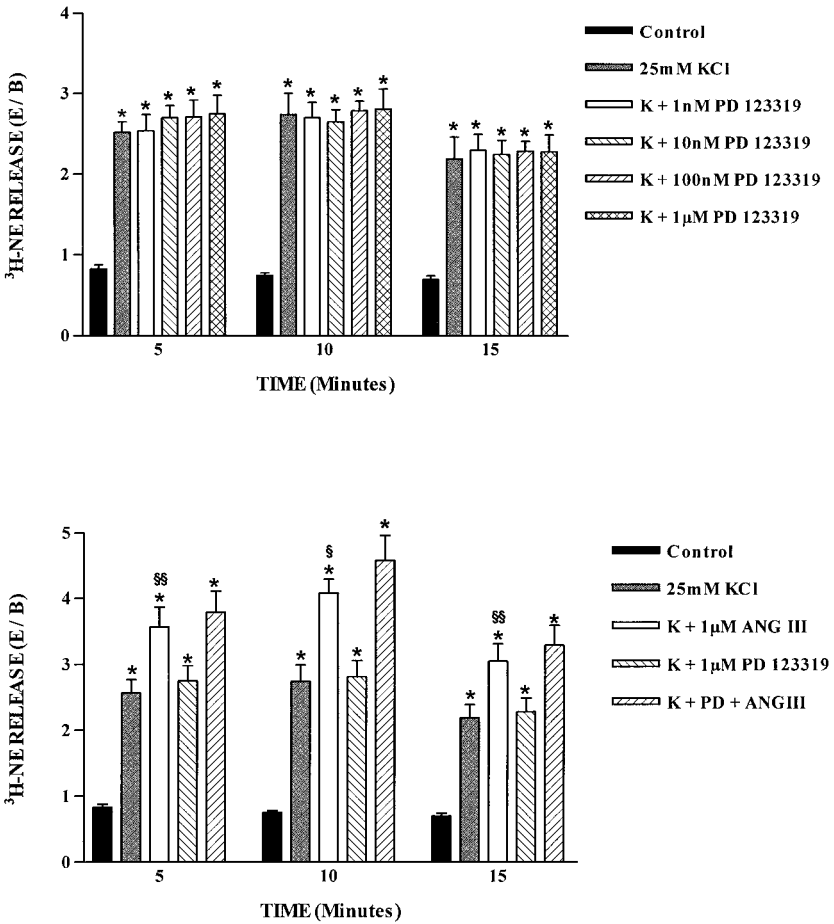 4
3
2
1
0
³H-NE RELEASE (E / B)
* * * * *
* * * * *
* * * * *
5 10 15
TIME (Minutes)
Control
25mM KCl
K + 1nM PD 123319
K + 10nM PD 123319
K + 100nM PD 123319
K + 1µM PD 123319
5
4
3
2
1
0
³H-NE RELEASE (E / B)
§§ § §§
* * * *
* * * *
* * * *
5 10 15
TIME (Minutes)
Control
25mM KCl
K + 1µM ANG III
K + 1µM PD 123319
K + PD + ANGIII